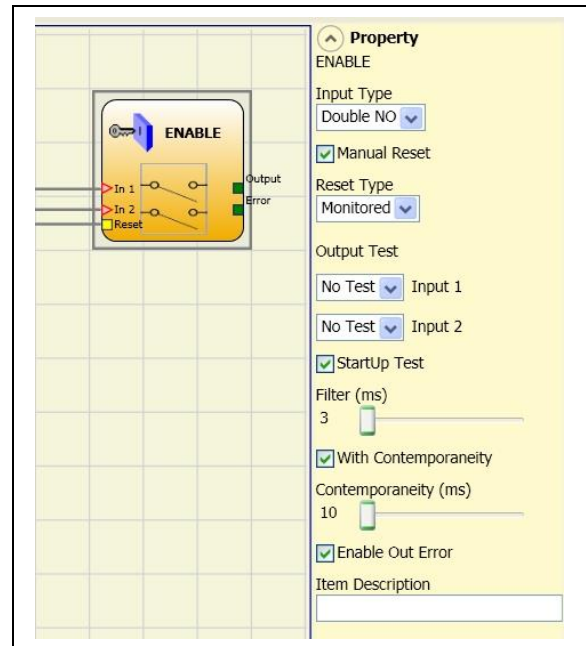 ENABLE
In 1
In 2
Reset
Output
Error
Property
ENABLE
Input Type
Double NO
Manual Reset
Reset Type
Monitored
Output Test
No Test Input 1
No Test Input 2
StartUp Test
Filter (ms)
3
With Contemporaneity
Contemporaneity (ms)
10
Enable Out Error
Item Description